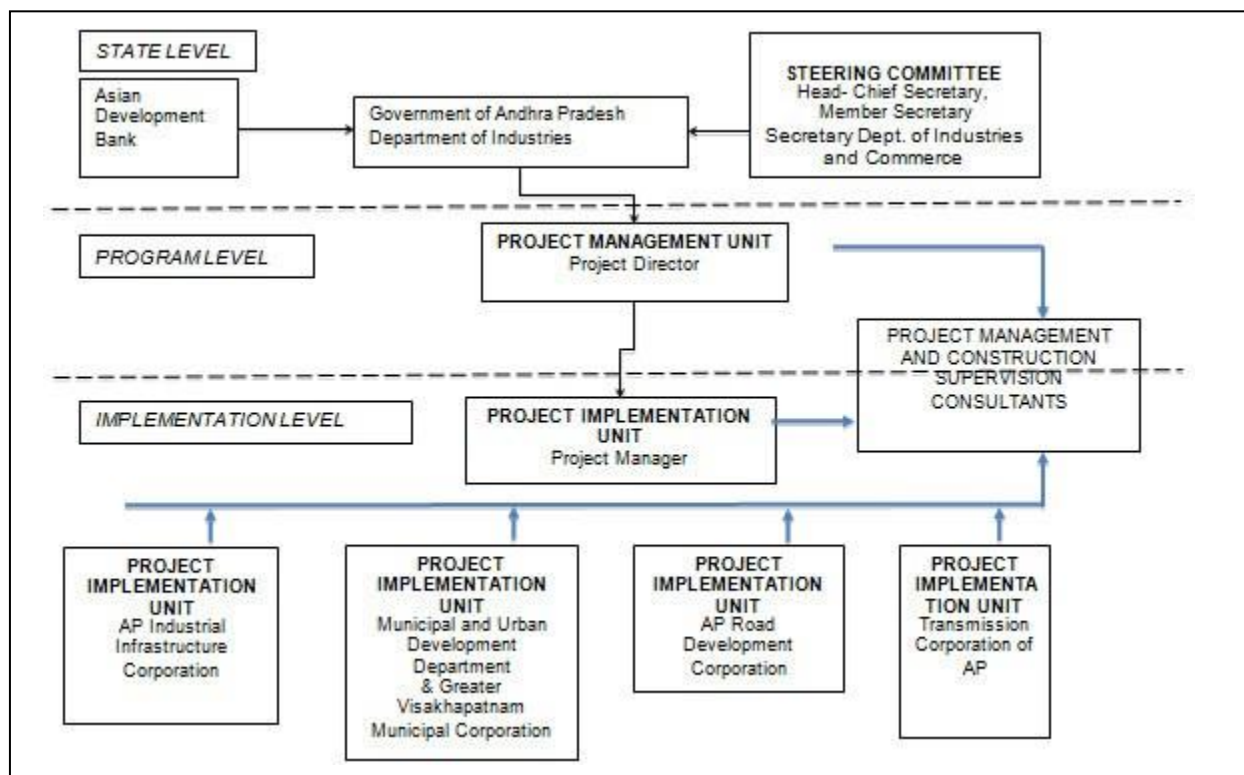 STATE LEVEL
Asian
Development
Bank
Government of Andhra Pradesh
Department of Industries
STEERING COMMITTEE
Head- Chief Secretary,
Member Secretary
Secretary Dept. of Industries
and Commerce
PROGRAM LEVEL
PROJECT MANAGEMENT UNIT
Project Director
PROJECT MANAGEMENT
AND CONSTRUCTION
SUPERVISION
CONSULTANTS
IMPLEMENTATION LEVEL
PROJECT IMPLEMENTATION
UNIT
Project Manager
PROJECT
IMPLEMENTATION
UNIT
AP Industrial
Infrastructure
Corporation
PROJECT
IMPLEMENTATION
UNIT
Municipal and Urban
Development
Department
& Greater
Visakhapatnam
Municipal Corporation
PROJECT
IMPLEMENTATION
UNIT
AP Road
Development
Corporation
PROJECT
IMPLEMENTA
TION UNIT
Transmission
Corporation of
AP